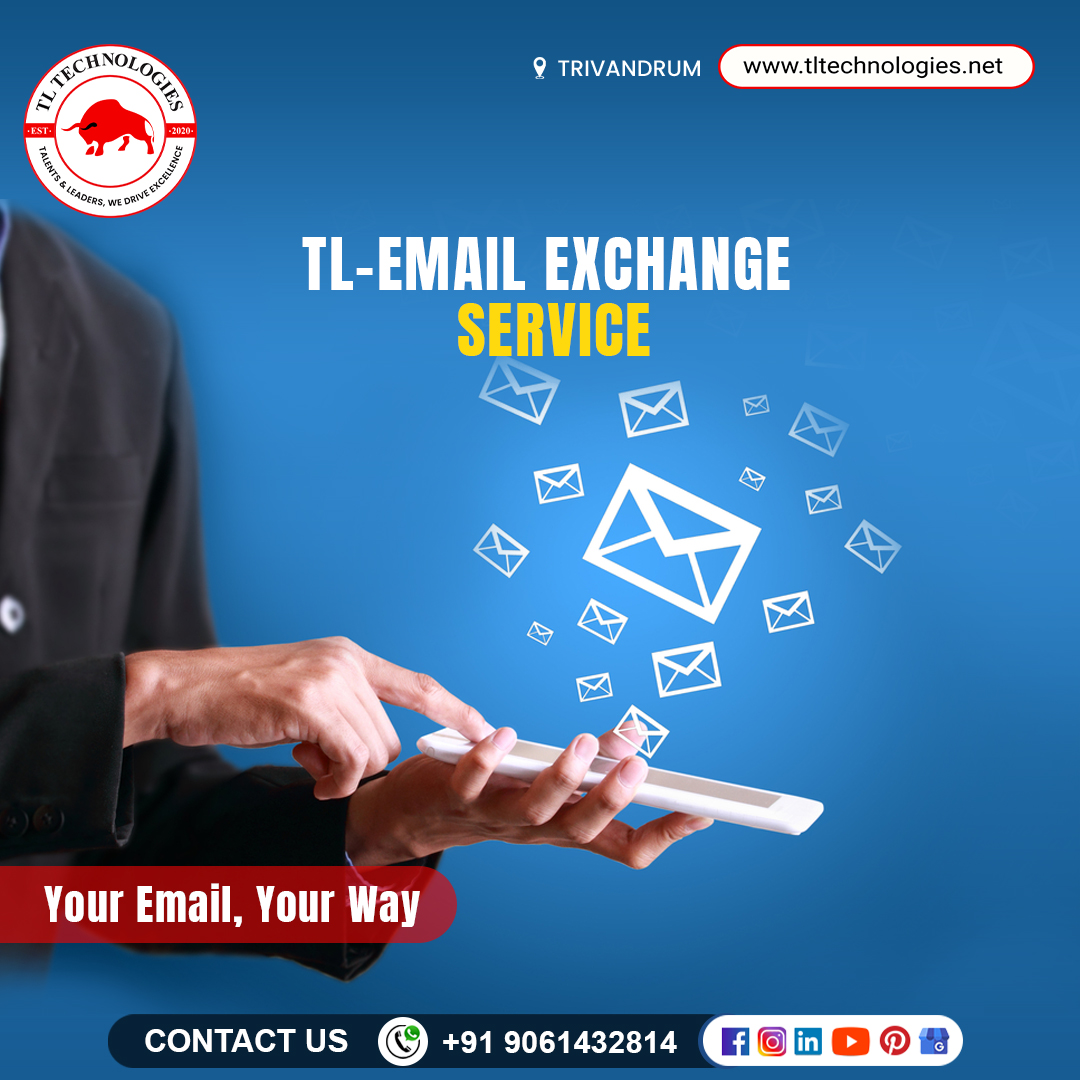 TL TECHNOLOGIES
·EST· ·2020·
TALENTS & LEADERS, WE DRIVE EXCELLENCE
TRIVANDRUM
www.tltechnologies.net
TL-EMAIL EXCHANGE
SERVICE
Your Email, Your Way
CONTACT US
+91 9061432814